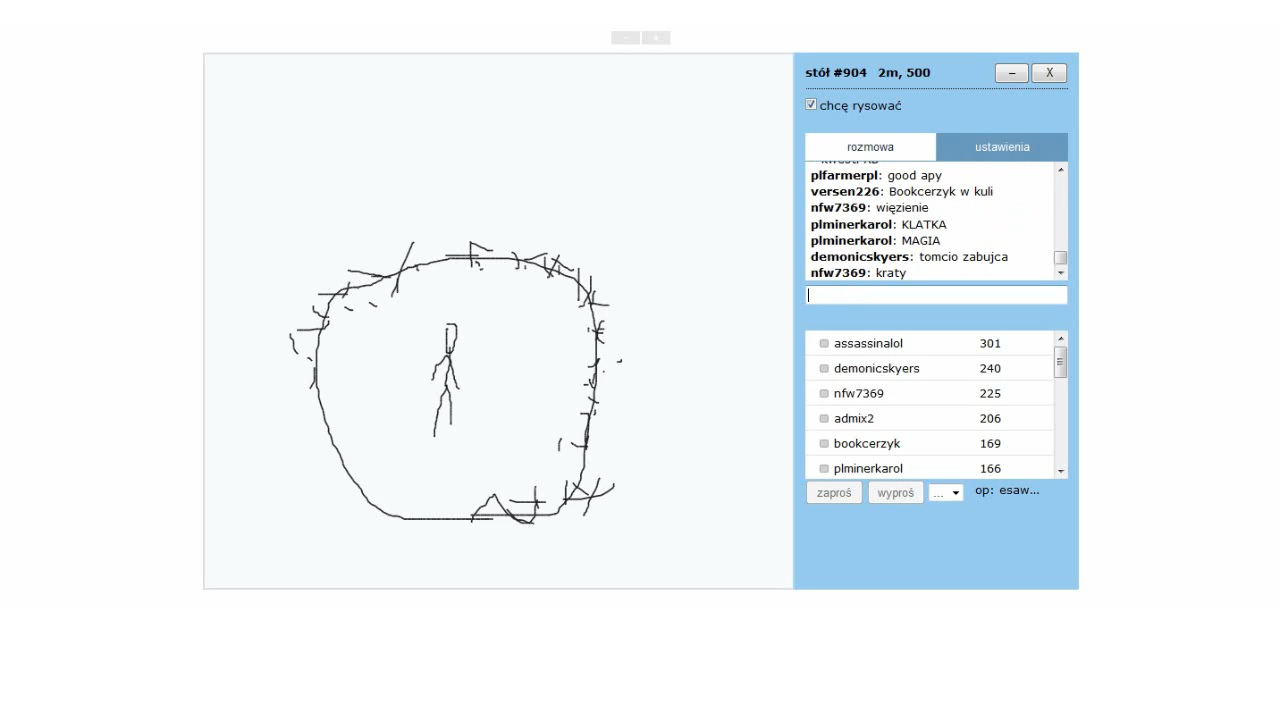 stół #904 2m, 500
– X
chcę rysować
rozmowa ustawienia
plfarmerpl: good apy
versen226: Bookcerzyk w kuli
nfw7369: więzienie
plminerkarol: KLATKA
plminerkarol: MAGIA
demonicskyers: tomcio zabujca
nfw7369: kraty
assassinalol 301
demonicskyers 240
nfw7369 225
admix2 206
bookcerzyk 169
plminerkarol 166
zaproś wyproś ... op: esaw...